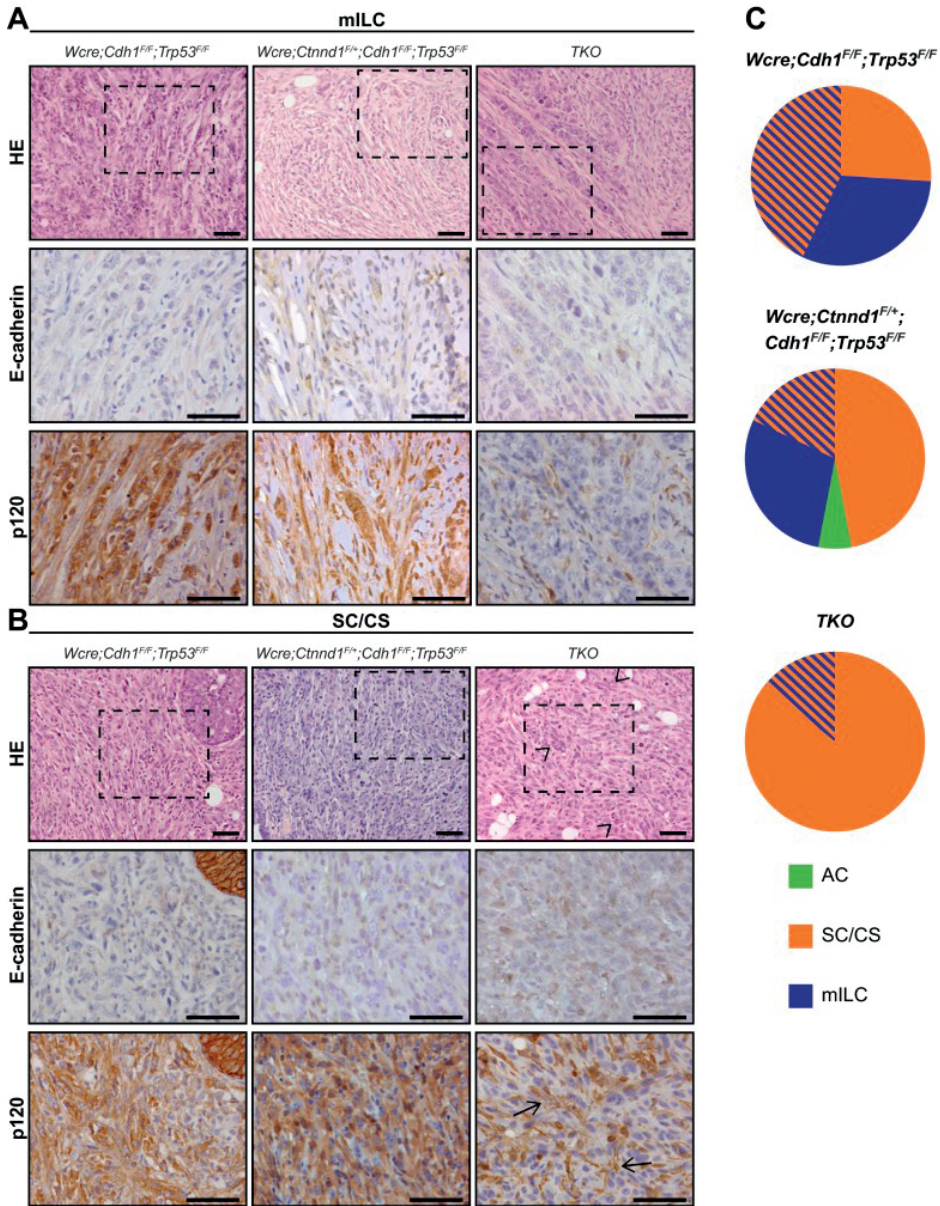 A
mILC
Wcre;Cdh1F/F;Trp53F/F
Wcre;Ctnnd1F/+;Cdh1F/F;Trp53F/F
TKO
HE
E-cadherin
p120
B
SC/CS
Wcre;Cdh1F/F;Trp53F/F
Wcre;Ctnnd1F/+;Cdh1F/F;Trp53F/F
TKO
HE
E-cadherin
p120
C
Wcre;Cdh1F/F;Trp53F/F
Wcre;Ctnnd1F/+;
Cdh1F/F;Trp53F/F
TKO
AC
SC/CS
mILC